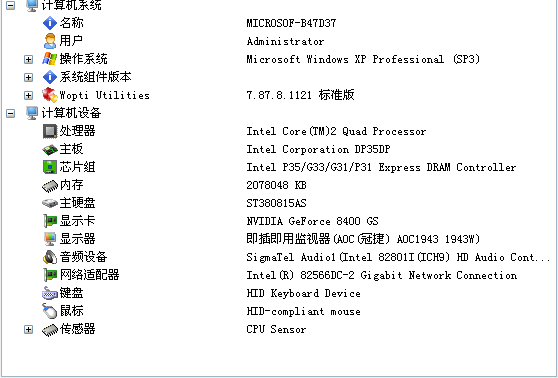 计算机系统
名称 MICROSOF-B47D37
用户 Administrator
操作系统 Microsoft Windows XP Professional (SP3)
系统组件版本
Wopti Utilities 7.87.8.1121 标准版
计算机设备
处理器 Intel Core(TM)2 Quad Processor
主板 Intel Corporation DP35DP
芯片组 Intel P35/G33/G31/P31 Express DRAM Controller
内存 2078048 KB
主硬盘 ST380815AS
显示卡 NVIDIA GeForce 8400 GS
显示器 即插即用监视器(AOC(冠捷) AOC1943 1943W)
音频设备 SigmaTel Audio1(Intel 82801I(ICH9) HD Audio Cont...
网络适配器 Intel(R) 82566DC-2 Gigabit Network Connection
键盘 HID Keyboard Device
鼠标 HID-compliant mouse
传感器 CPU Sensor